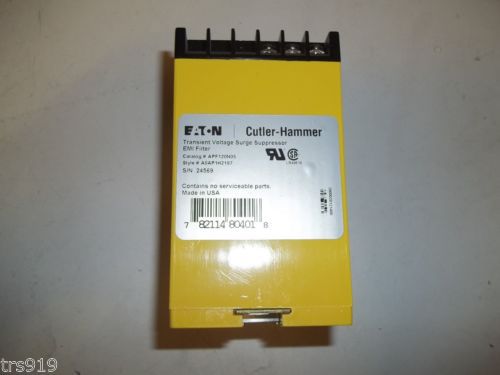 EATON Cutler-Hammer
Transient Voltage Surge Suppressor
EMI Filter
Catalog # APF120N05
Style #
S/N 24569
Contains no serviceable parts.
Made in USA
7 82114 80401 8
trs919
trs919